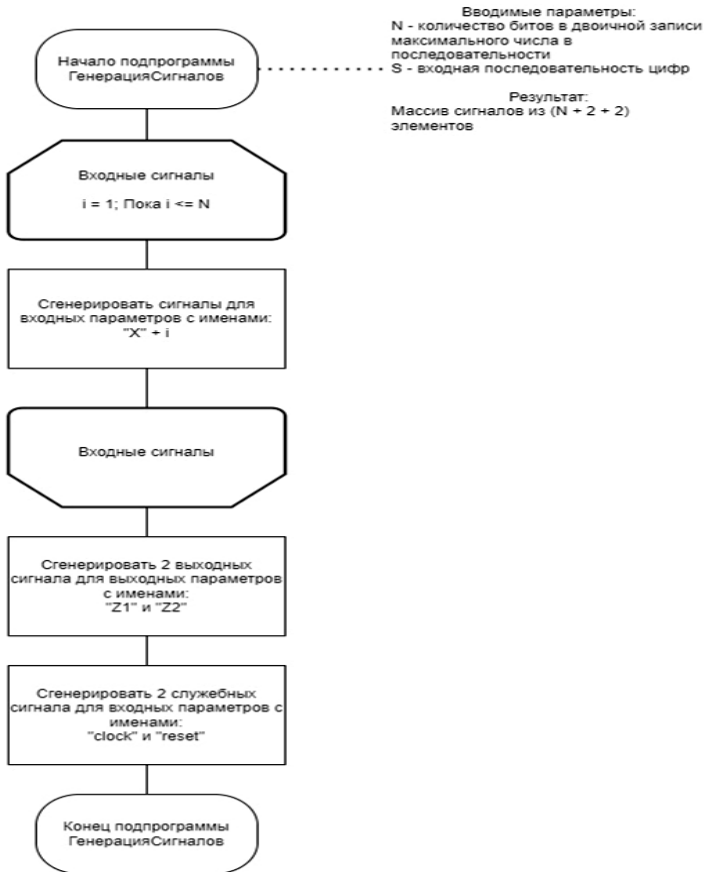 Вводимые параметры:
N - количество битов в двоичной записи
максимального числа в
последовательности
S - входная последовательность цифр
Результат:
Массив сигналов из (N + 2 + 2)
элементов
Начало подпрограммы
ГенерацияСигналов
Входные сигналы
i = 1; Пока i <= N
Сгенерировать сигналы для
входных параметров с именами:
"X" + i
Входные сигналы
Сгенерировать 2 выходных
сигнала для выходных параметров
с именами:
"Z1" и "Z2"
Сгенерировать 2 служебных
сигнала для входных параметров с
именами:
"clock" и "reset"
Конец подпрограммы
ГенерацияСигналов